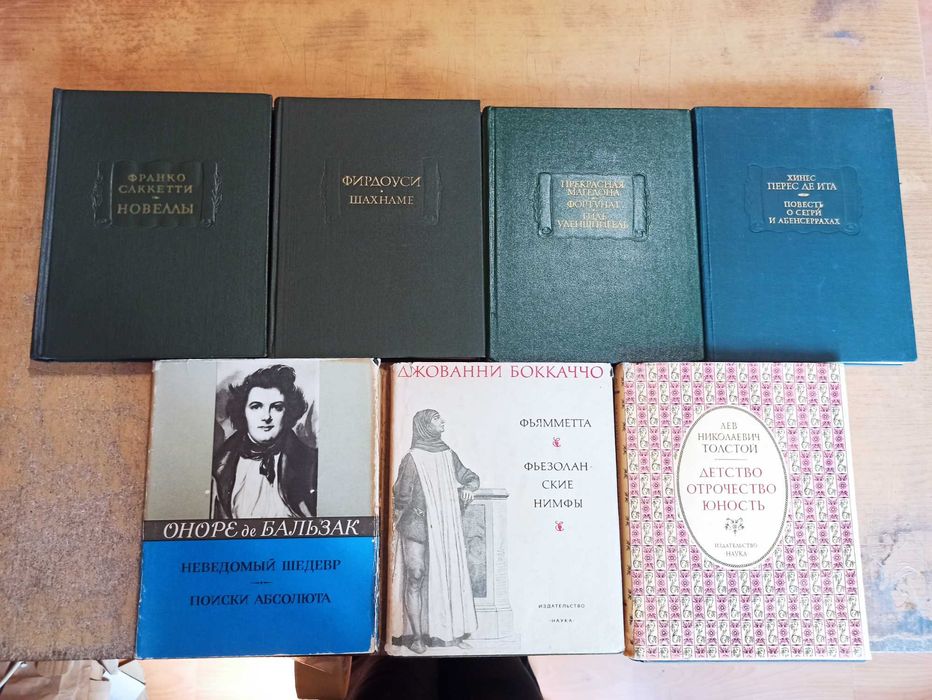 ФРАНКО
САККЕТТИ
НОВЕЛЛЫ
ФИРДОУСИ
ШАХНАМЕ
ПРЕКРАСНАЯ
МАГЕЛОНА
ФОРТУНАТ
ТИЛЬ
УЛЕНШПИГЕЛЬ
ХИНЕС
ПЕРЕС ДЕ ИТА
ПОВЕСТЬ
О СЕГРИ
И АБЕНСЕРРАХАХ
ОНОРЕ де БАЛЬЗАК
НЕВЕДОМЫЙ ШЕДЕВР
ПОИСКИ АБСОЛЮТА
ДЖОВАННИ БОККАЧЧО
ФЬЯММЕТТА
ФЬЕЗОЛАН-
СКИЕ
НИМФЫ
ИЗДАТЕЛЬСТВО
«НАУКА»
ЛЕВ
НИКОЛАЕВИЧ
ТОЛСТОЙ
ДЕТСТВО
ОТРОЧЕСТВО
ЮНОСТЬ
ИЗДАТЕЛЬСТВО
НАУКА